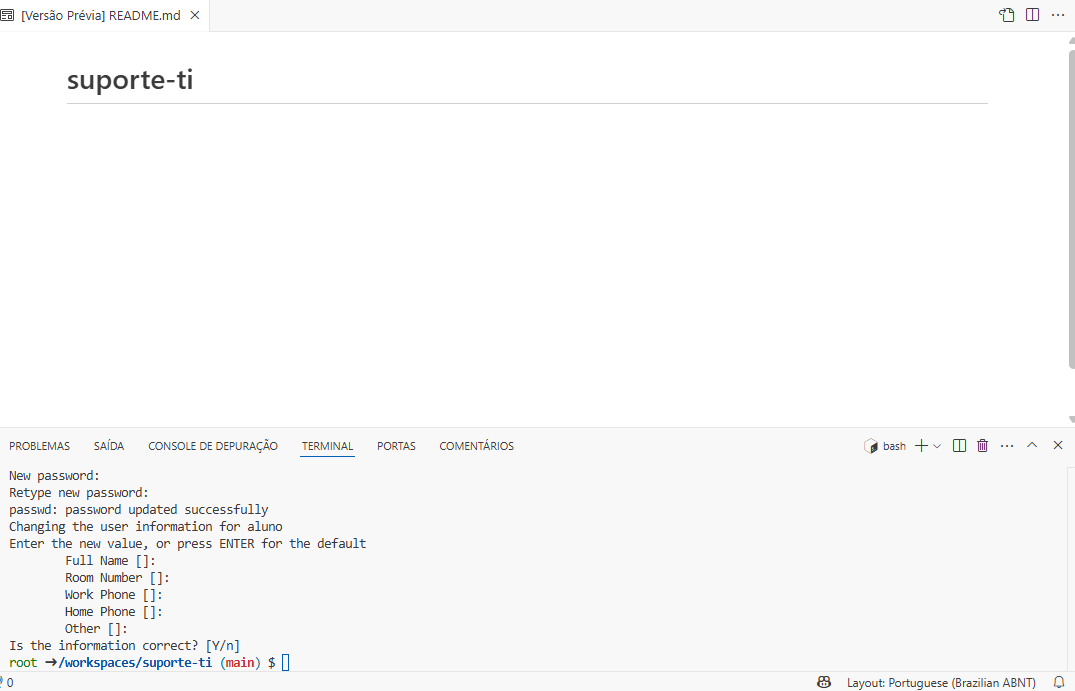 [Versão Prévia] README.md
suporte-ti
PROBLEMAS SAÍDA CONSOLE DE DEPURAÇÃO TERMINAL PORTAS COMENTÁRIOS bash
New password:
Retype new password:
passwd: password updated successfully
Changing the user information for aluno
Enter the new value, or press ENTER for the default
Full Name []:
Room Number []:
Work Phone []:
Home Phone []:
Other []:
Is the information correct? [Y/n]
root ➜/workspaces/suporte-ti (main) $
0 Layout: Portuguese (Brazilian ABNT)